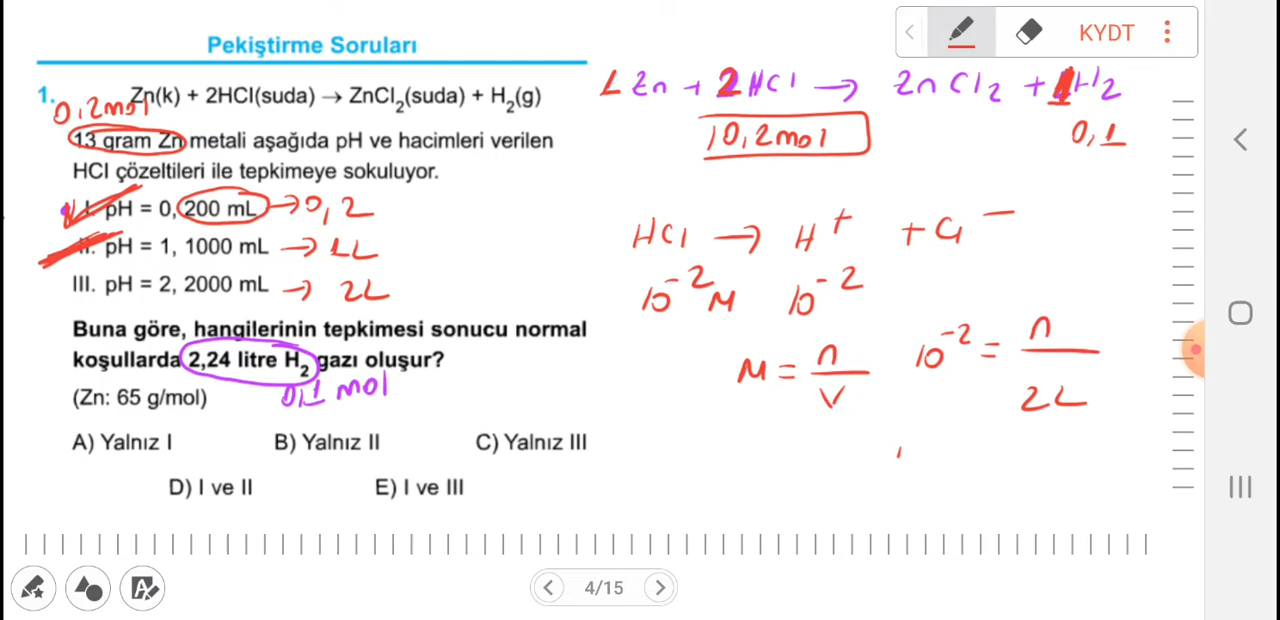 Pekiştirme Soruları
KYDT
1. Zn(k) + 2HCl(suda) → ZnCl2(suda) + H2(g)
0,2mol
13 gram Zn metali aşağıda pH ve hacimleri verilen
HCl çözeltileri ile tepkimeye sokuluyor.
I. pH = 0, 200 mL → 0,2
II. pH = 1, 1000 mL → 1L
III. pH = 2, 2000 mL → 2L
Buna göre, hangilerinin tepkimesi sonucu normal
koşullarda 2,24 litre H2 gazı oluşur?
0,1 mol
(Zn: 65 g/mol)
A) Yalnız I B) Yalnız II C) Yalnız III
D) I ve II E) I ve III
1 Zn + 2HCl → ZnCl2 + 1H2
0,2mol 0,1
HCl → H+ + Cl−
10−2 M 10−2
M = n/V 10−2 = n/2L
4/15